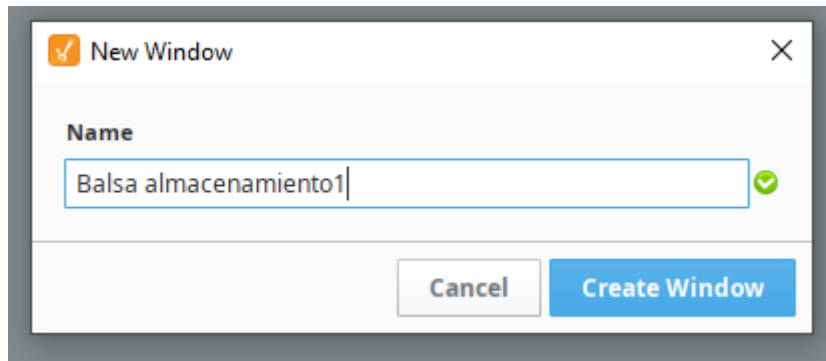 New Window
Name
Balsa almacenamiento1
Cancel
Create Window